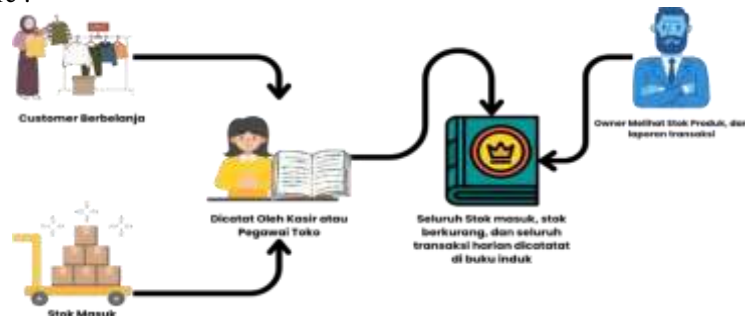 Customer Berbelanja
Owner Melihat Stok Produk, dan
laporan transaksi
Dicatat Oleh Kasir atau
Pegawai Toko
Seluruh Stok masuk, stok
berkurang, dan seluruh
transaksi harian dicatatat
di buku induk
Stok Masuk